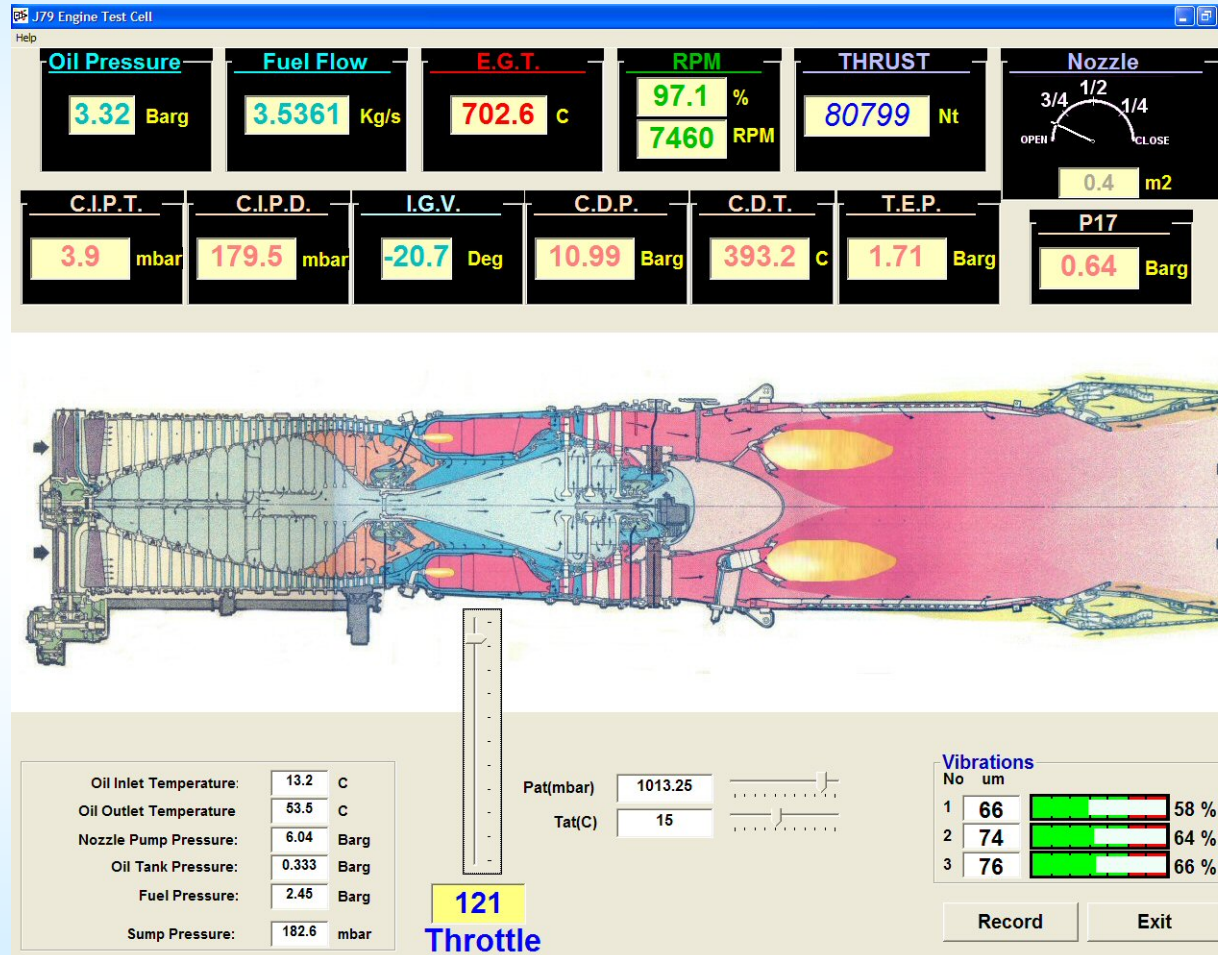 J79 Engine Test Cell
Help
Oil Pressure
3.32 Barg
Fuel Flow
3.5361 Kg/s
E.G.T.
702.6 C
RPM
97.1 %
7460 RPM
THRUST
80799 Nt
Nozzle
3/4 1/2 1/4
OPEN CLOSE
0.4 m2
C.I.P.T.
3.9 mbar
C.I.P.D.
179.5 mbar
I.G.V.
-20.7 Deg
C.D.P.
10.99 Barg
C.D.T.
393.2 C
T.E.P.
1.71 Barg
P17
0.64 Barg
Oil Inlet Temperature: 13.2 C
Oil Outlet Temperature 53.5 C
Nozzle Pump Pressure: 6.04 Barg
Oil Tank Pressure: 0.333 Barg
Fuel Pressure: 2.45 Barg
Sump Pressure: 182.6 mbar
121
Throttle
Pat(mbar) 1013.25
Tat(C) 15
Vibrations
No um
1 66 58 %
2 74 64 %
3 76 66 %
Record Exit